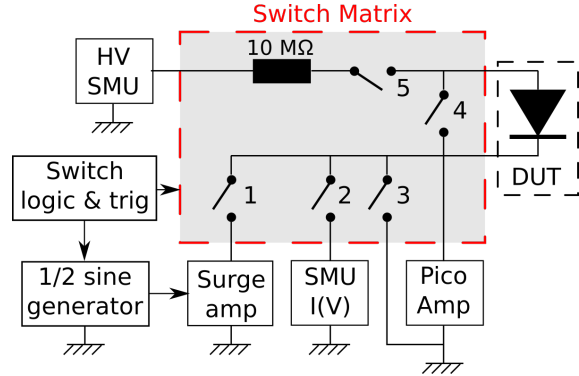 Switch Matrix
HV
SMU
10 MΩ
5
4
DUT
Switch
logic & trig
1
2
3
1/2 sine
generator
Surge
amp
SMU
I(V)
Pico
Amp